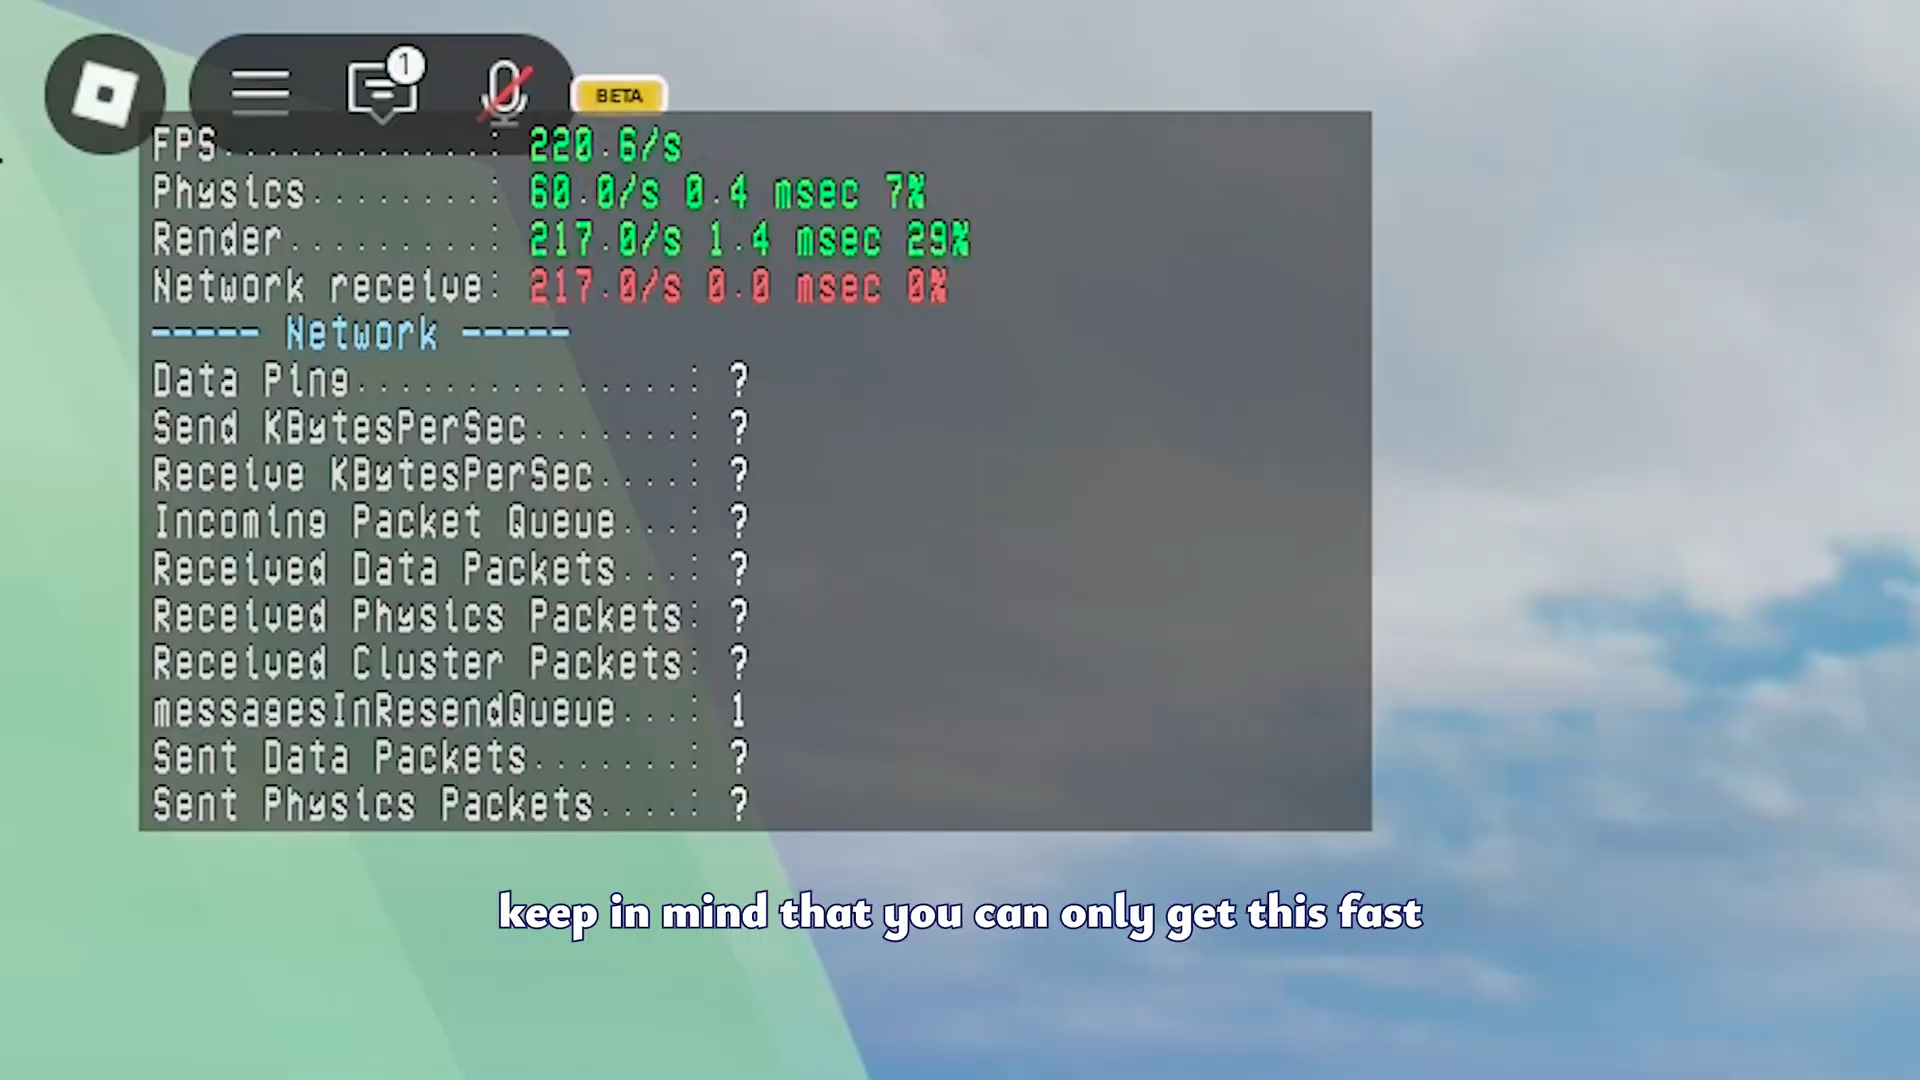 1
BETA
FPS............: 220.6/s
Physics.........: 60.0/s 0.4 msec 7%
Render..........: 217.0/s 1.4 msec 29%
Network receive: 217.0/s 0.0 msec 0%
----- Network -----
Data Ping...............: ?
Send KBytesPerSec.......: ?
Receive KBytesPerSec....: ?
Incoming Packet Queue...: ?
Received Data Packets...: ?
Received Physics Packets: ?
Received Cluster Packets: ?
messagesInResendQueue...: 1
Sent Data Packets.......: ?
Sent Physics Packets....: ?
keep in mind that you can only get this fast